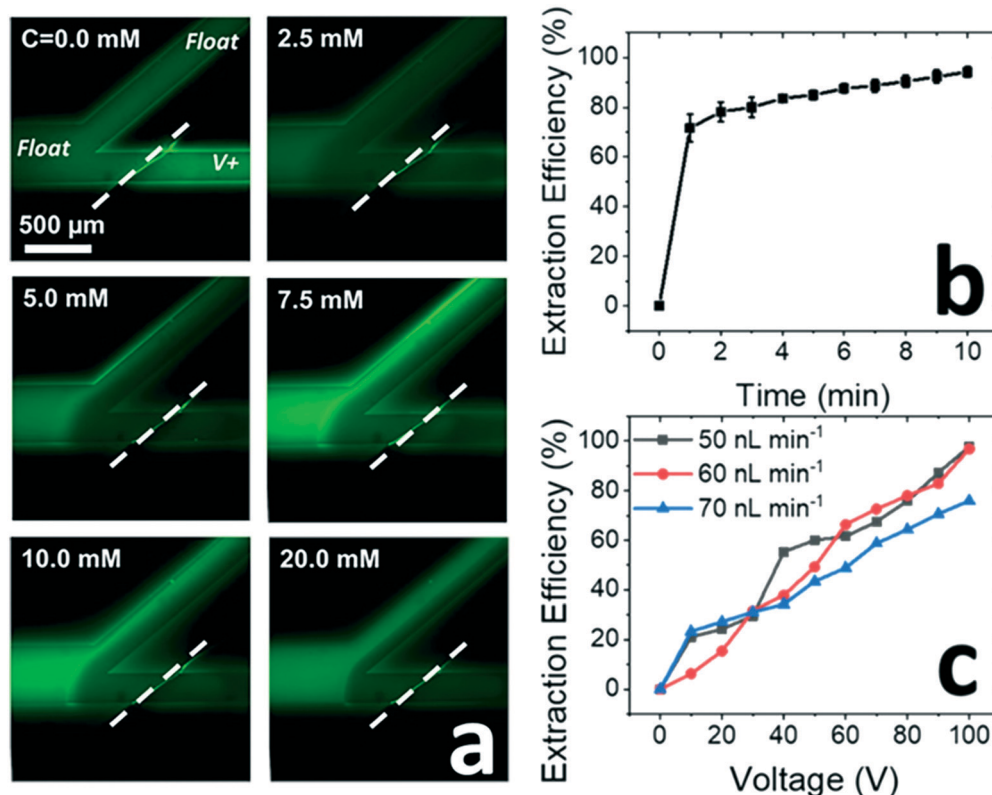 C=0.0 mM
Float
Float
V+
500 µm
2.5 mM
5.0 mM
7.5 mM
10.0 mM
20.0 mM
a
Extraction Efficiency (%)
100
80
60
40
20
0
0 2 4 6 8 10
Time (min)
b
Extraction Efficiency (%)
100
80
60
40
20
0
50 nL min⁻¹
60 nL min⁻¹
70 nL min⁻¹
0 20 40 60 80 100
Voltage (V)
c